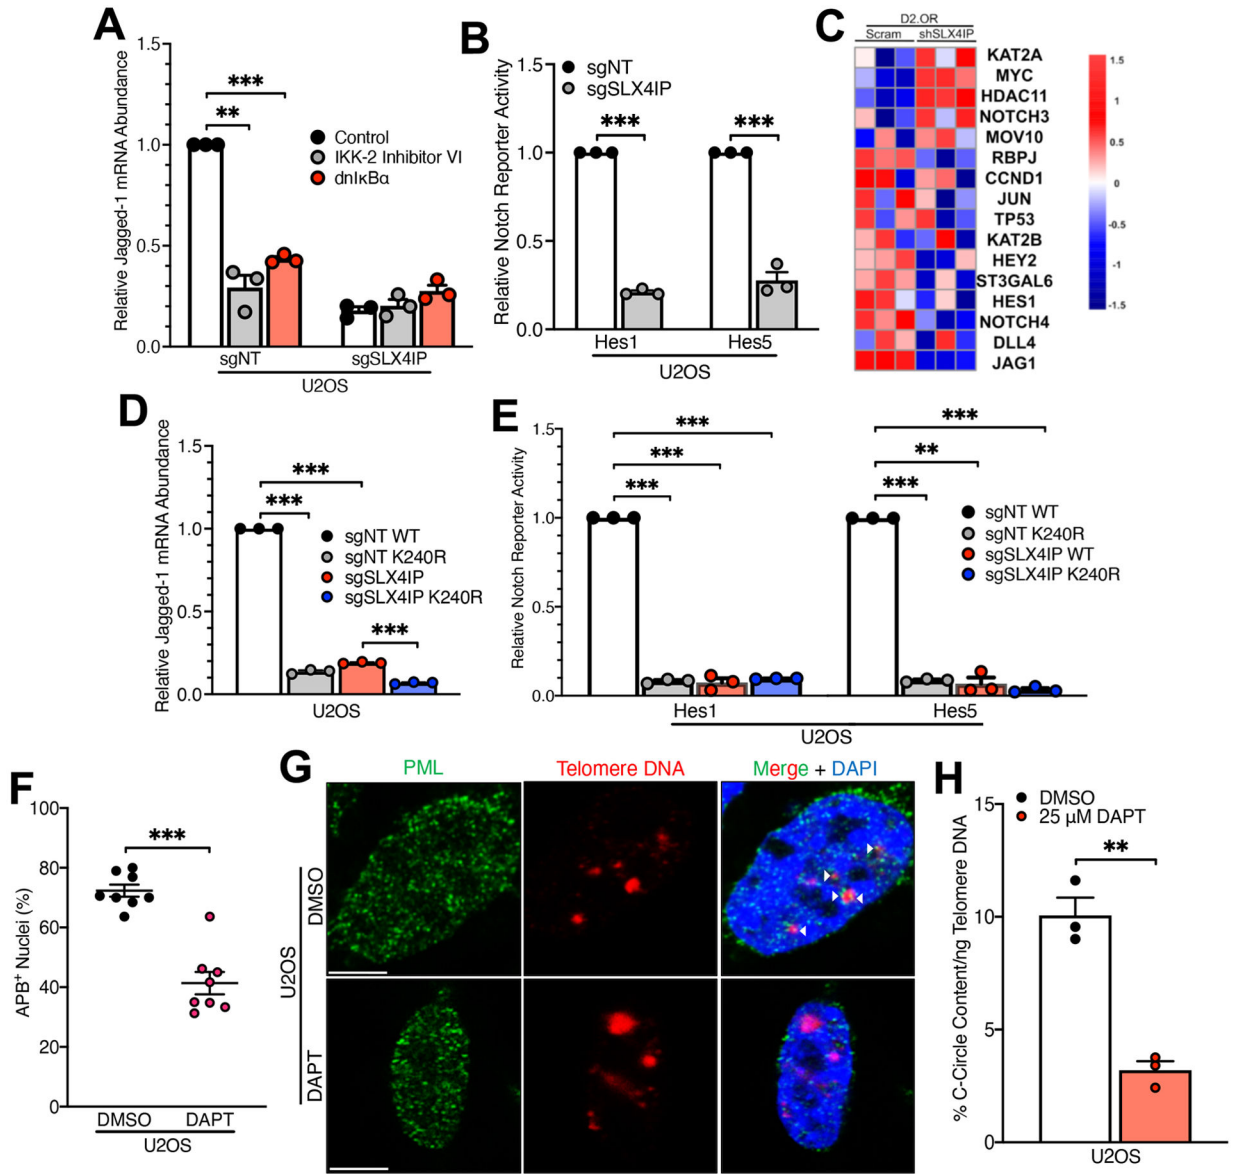 A
Relative Jagged-1 mRNA Abundance
1.5
1.0
0.5
0.0
***
**
Control
IKK-2 Inhibitor VI
dnIκBα
sgNT
sgSLX4IP
U2OS
B
Relative Notch Reporter Activity
1.5
1.0
0.5
0.0
sgNT
sgSLX4IP
***
***
Hes1
Hes5
U2OS
C
D2.OR
Scram
shSLX4IP
KAT2A
MYC
HDAC11
NOTCH3
MOV10
RBPJ
CCND1
JUN
TP53
KAT2B
HEY2
ST3GAL6
HES1
NOTCH4
DLL4
JAG1
1.5
1
0.5
0
-0.5
-1
-1.5
D
Relative Jagged-1 mRNA Abundance
1.5
1.0
0.5
0.0
***
***
***
sgNT WT
sgNT K240R
sgSLX4IP
sgSLX4IP K240R
U2OS
E
Relative Notch Reporter Activity
1.5
1.0
0.5
0.0
***
***
***
***
**
***
sgNT WT
sgNT K240R
sgSLX4IP WT
sgSLX4IP K240R
Hes1
Hes5
U2OS
F
APB+ Nuclei (%)
100
80
60
40
20
0
***
DMSO
DAPT
U2OS
G
PML
Telomere DNA
Merge + DAPI
U2OS
DMSO
DAPT
H
% C-Circle Content/ng Telomere DNA
15
10
5
0
DMSO
25 µM DAPT
**
U2OS